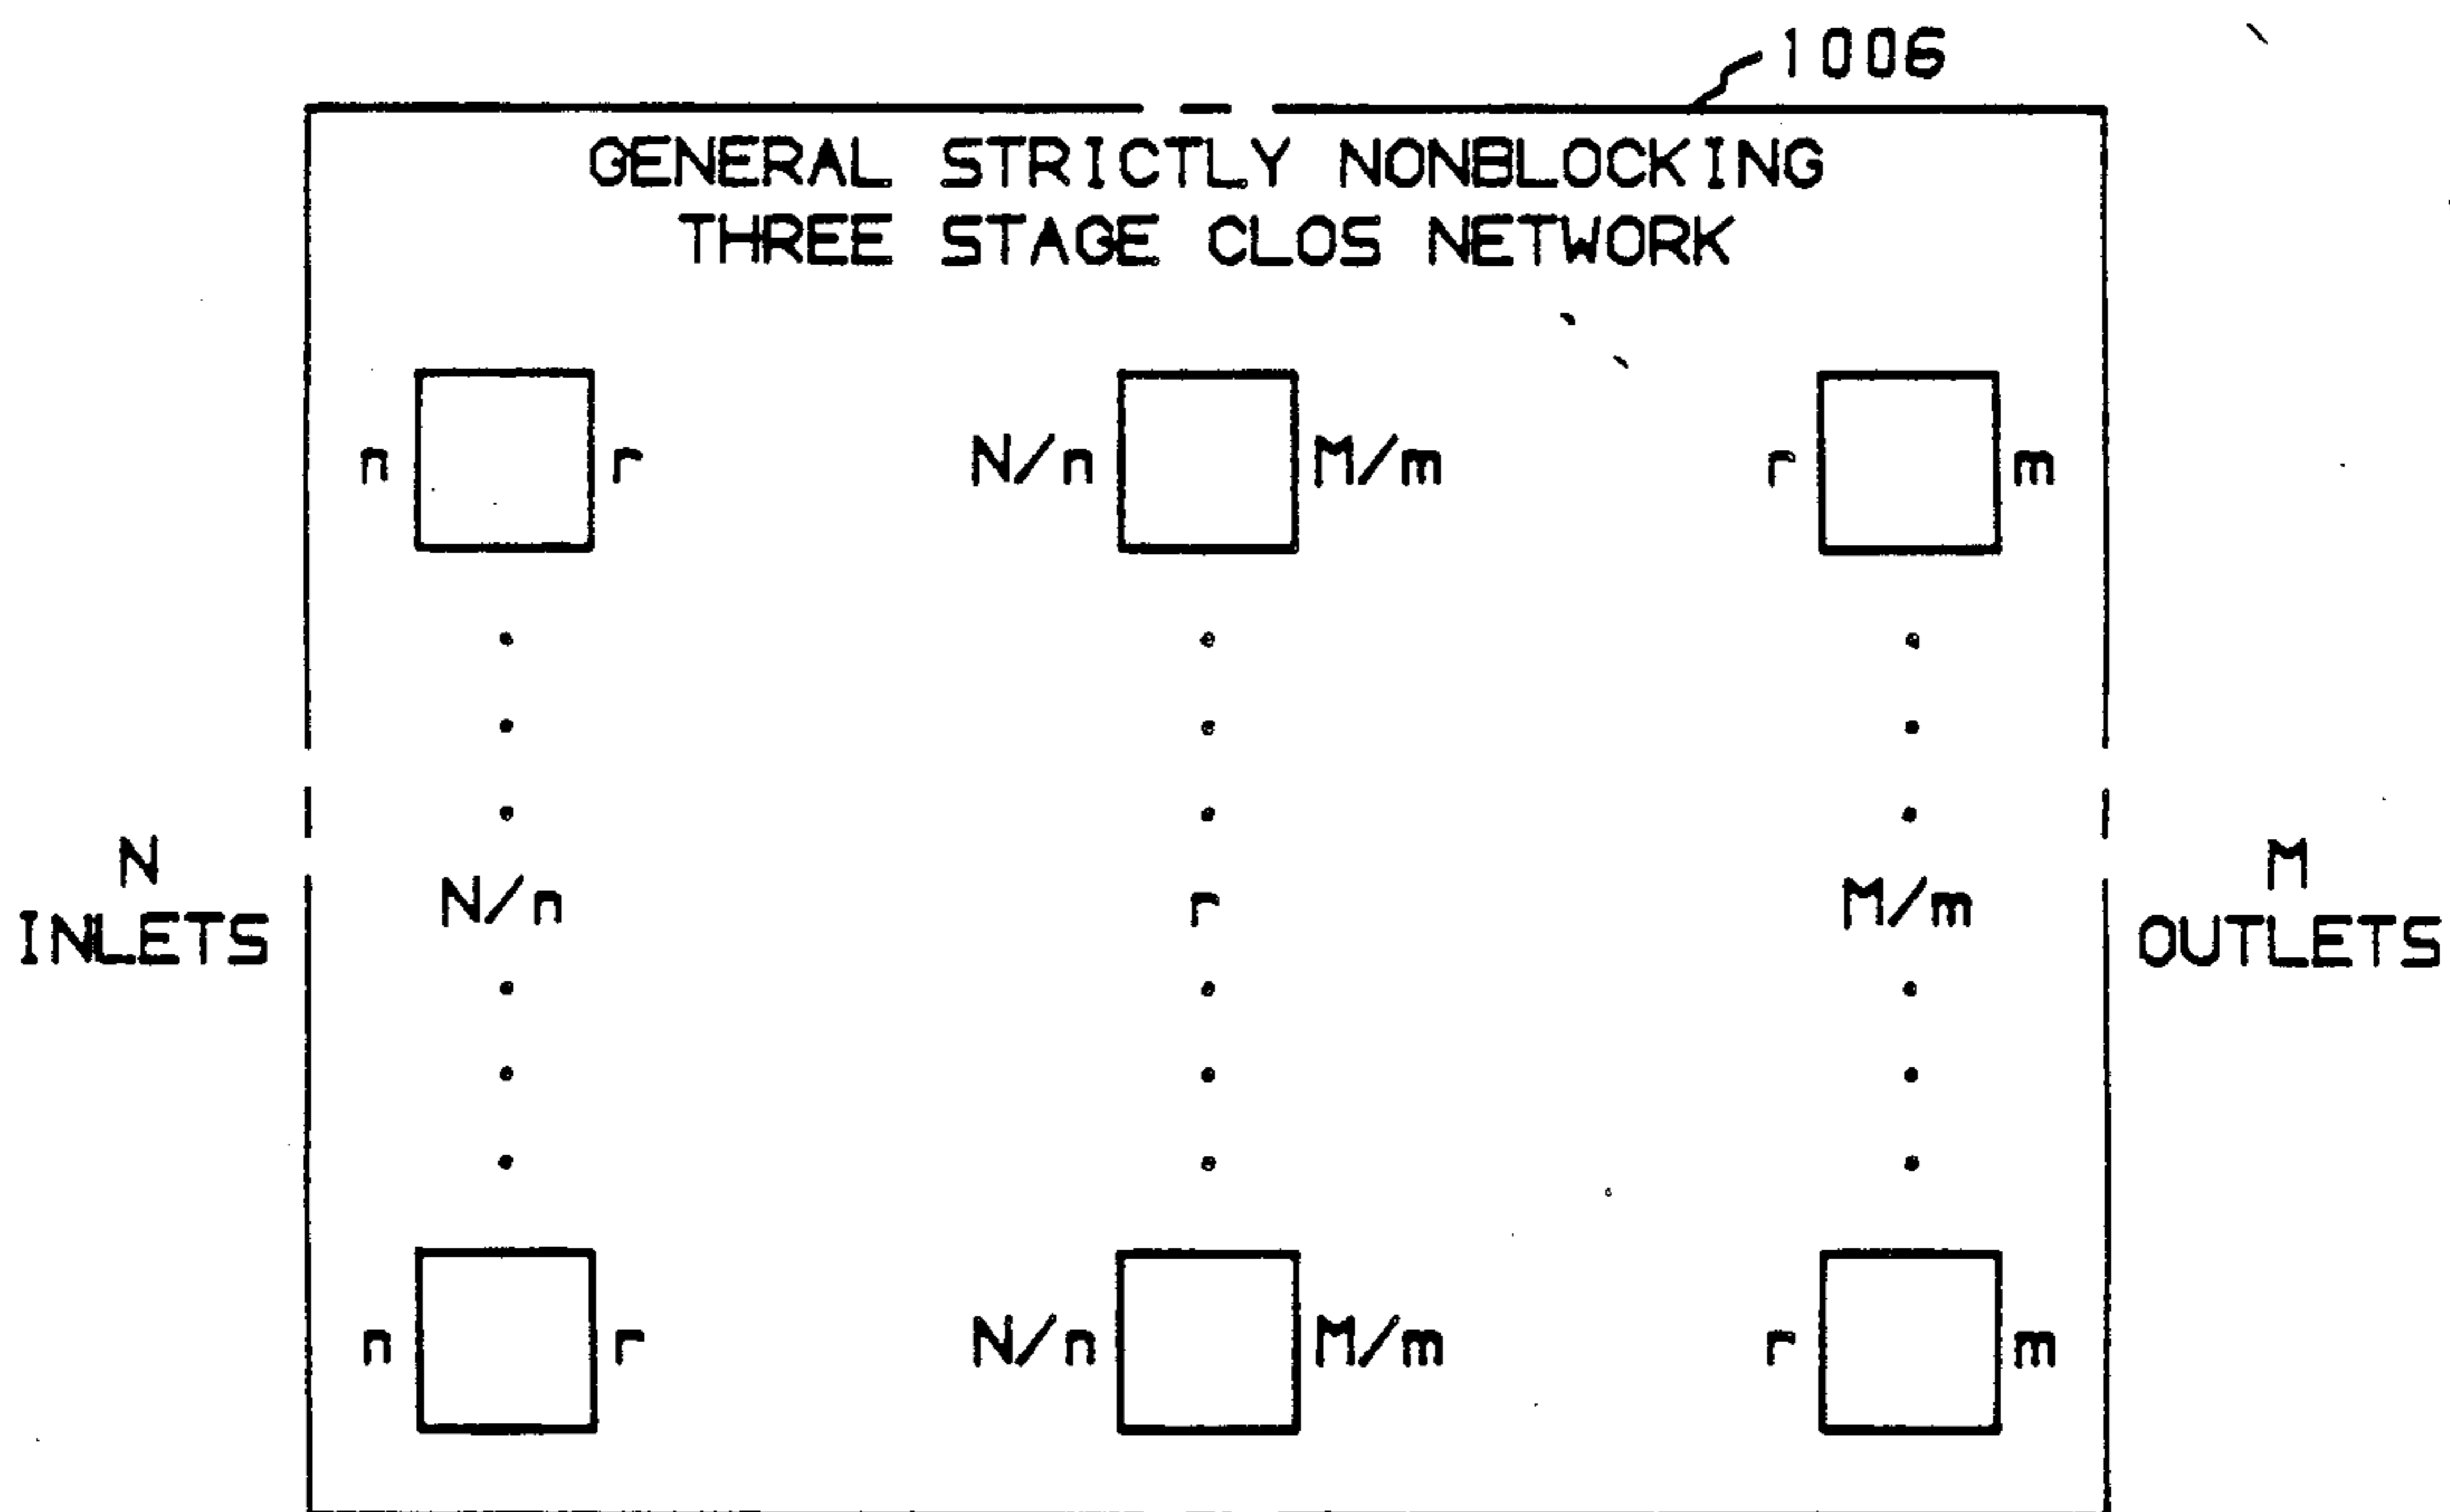 1006
GENERAL STRICTLY NONBLOCKING
THREE STAGE CLOS NETWORK
n r N/n M/m r m
N N/n r M/m M
INLETS OUTLETS
n r N/n M/m r m